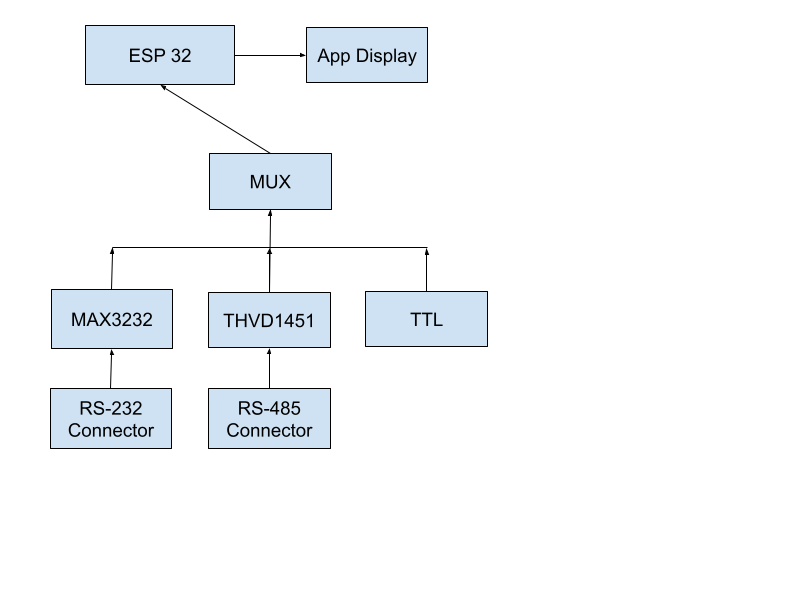 ESP 32
App Display
MUX
MAX3232
THVD1451
TTL
RS-232
Connector
RS-485
Connector